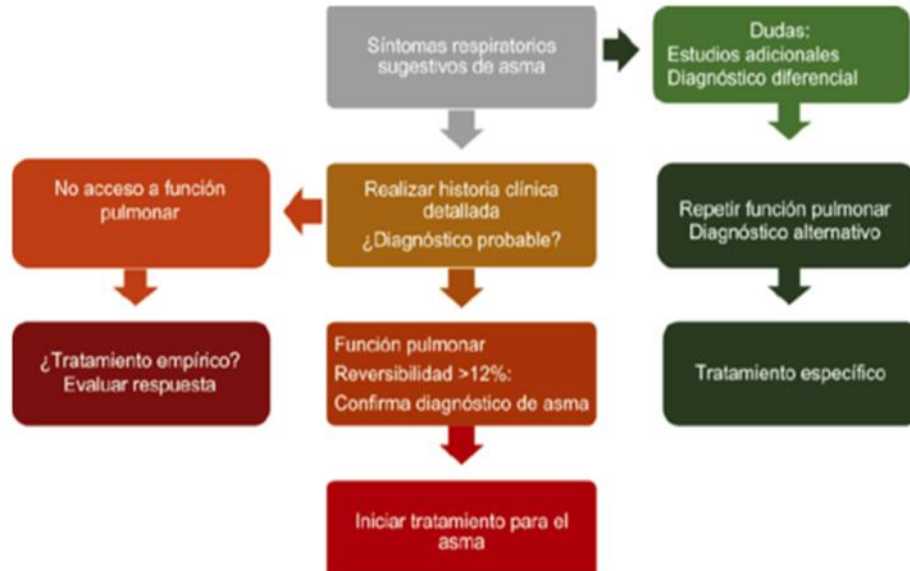 Síntomas respiratorios
sugestivos de asma
Dudas:
Estudios adicionales
Diagnóstico diferencial
No acceso a función
pulmonar
Realizar historia clínica
detallada
¿Diagnóstico probable?
Repetir función pulmonar
Diagnóstico alternativo
¿Tratamiento empírico?
Evaluar respuesta
Función pulmonar
Reversibilidad >12%:
Confirma diagnóstico de asma
Tratamiento específico
Iniciar tratamiento para el
asma